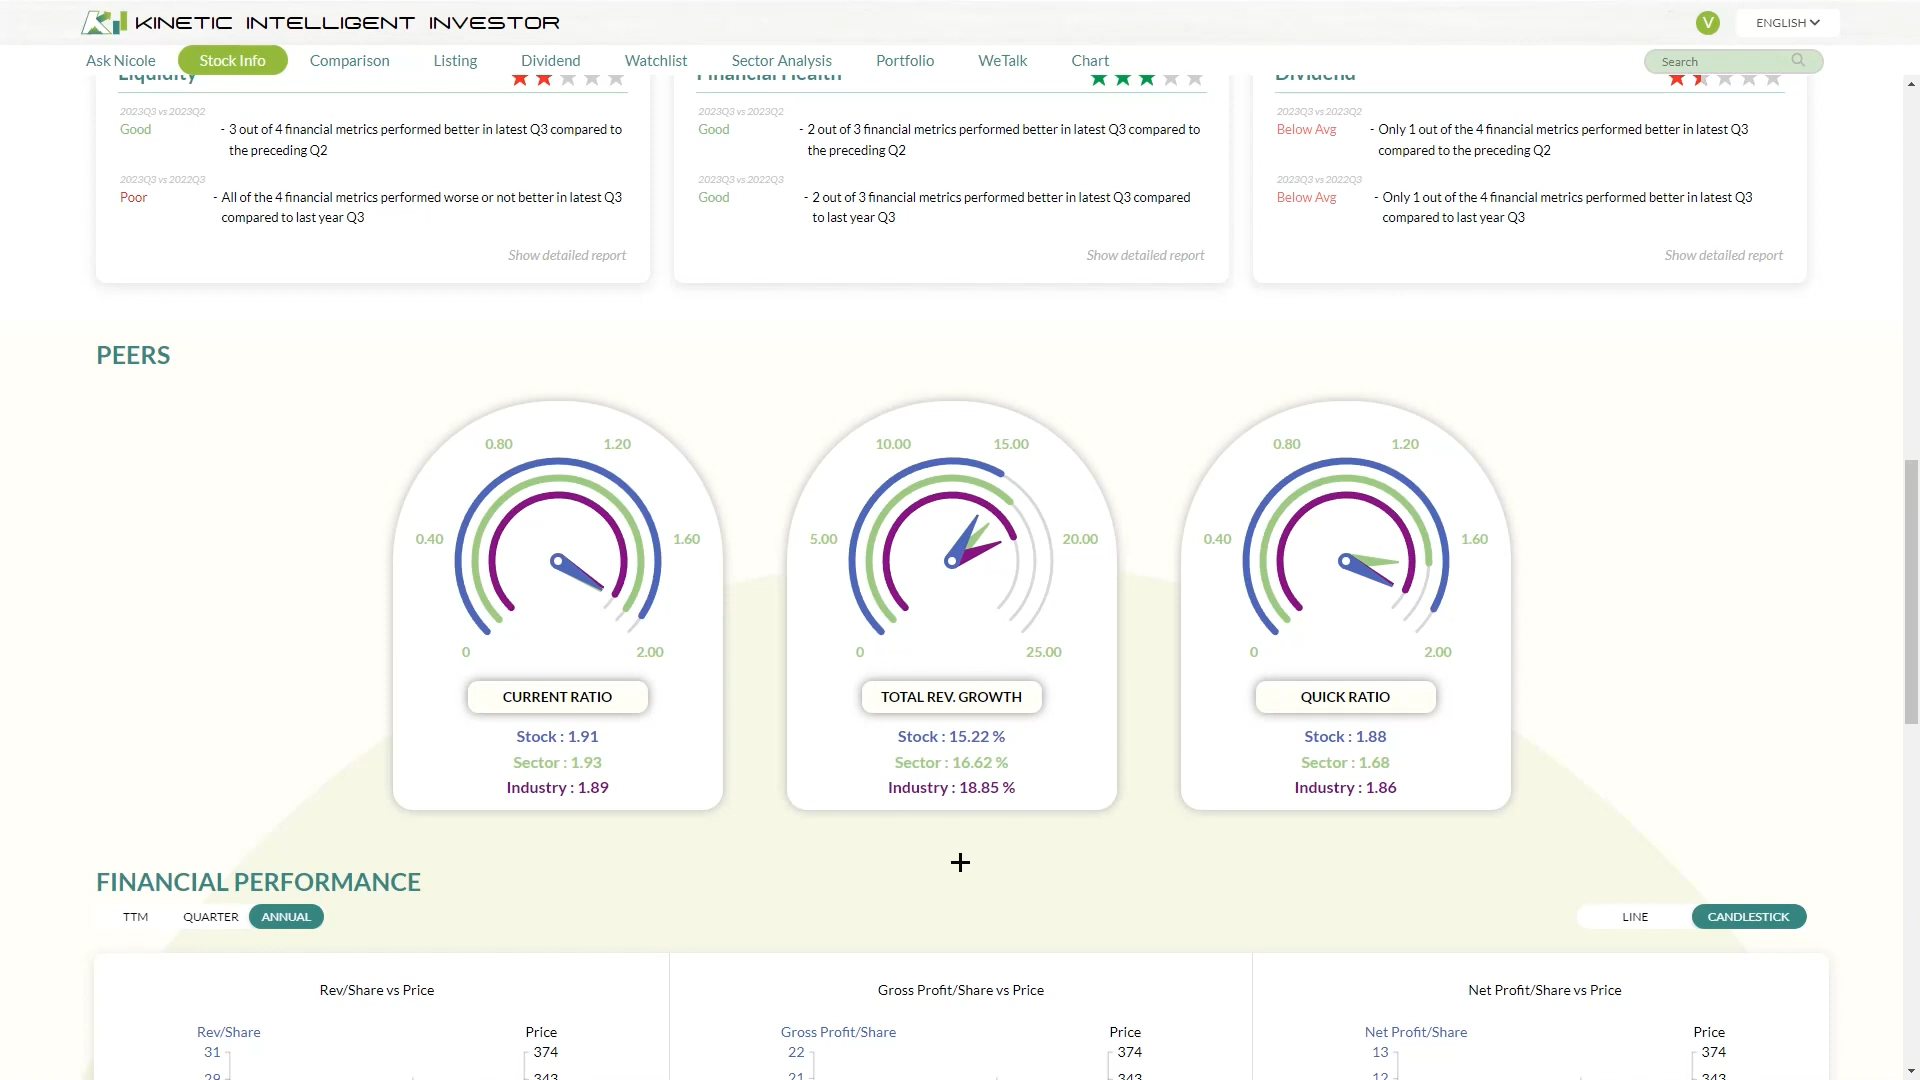 KINETIC INTELLIGENT INVESTOR
V
ENGLISH
Ask Nicole
Stock Info
Comparison
Listing
Dividend
Watchlist
Sector Analysis
Portfolio
WeTalk
Chart
Search
Liquidity
2023Q3 vs 2023Q2
Good
- 3 out of 4 financial metrics performed better in latest Q3 compared to
the preceding Q2
2023Q3 vs 2022Q3
Poor
- All of the 4 financial metrics performed worse or not better in latest Q3
compared to last year Q3
Show detailed report
Financial Health
2023Q3 vs 2023Q2
Good
- 2 out of 3 financial metrics performed better in latest Q3 compared to
the preceding Q2
2023Q3 vs 2022Q3
Good
- 2 out of 3 financial metrics performed better in latest Q3 compared
to last year Q3
Show detailed report
Dividend
2023Q3 vs 2023Q2
Below Avg
- Only 1 out of the 4 financial metrics performed better in latest Q3
compared to the preceding Q2
2023Q3 vs 2022Q3
Below Avg
- Only 1 out of the 4 financial metrics performed better in latest Q3
compared to last year Q3
Show detailed report
PEERS
0.80
1.20
0.40
1.60
0
2.00
CURRENT RATIO
Stock : 1.91
Sector : 1.93
Industry : 1.89
10.00
15.00
5.00
20.00
0
25.00
TOTAL REV. GROWTH
Stock : 15.22 %
Sector : 16.62 %
Industry : 18.85 %
0.80
1.20
0.40
1.60
0
2.00
QUICK RATIO
Stock : 1.88
Sector : 1.68
Industry : 1.86
FINANCIAL PERFORMANCE
TTM
QUARTER
ANNUAL
LINE
CANDLESTICK
Rev/Share vs Price
Rev/Share
Price
31
374
29
343
Gross Profit/Share vs Price
Gross Profit/Share
Price
22
374
21
343
Net Profit/Share vs Price
Net Profit/Share
Price
13
374
12
343